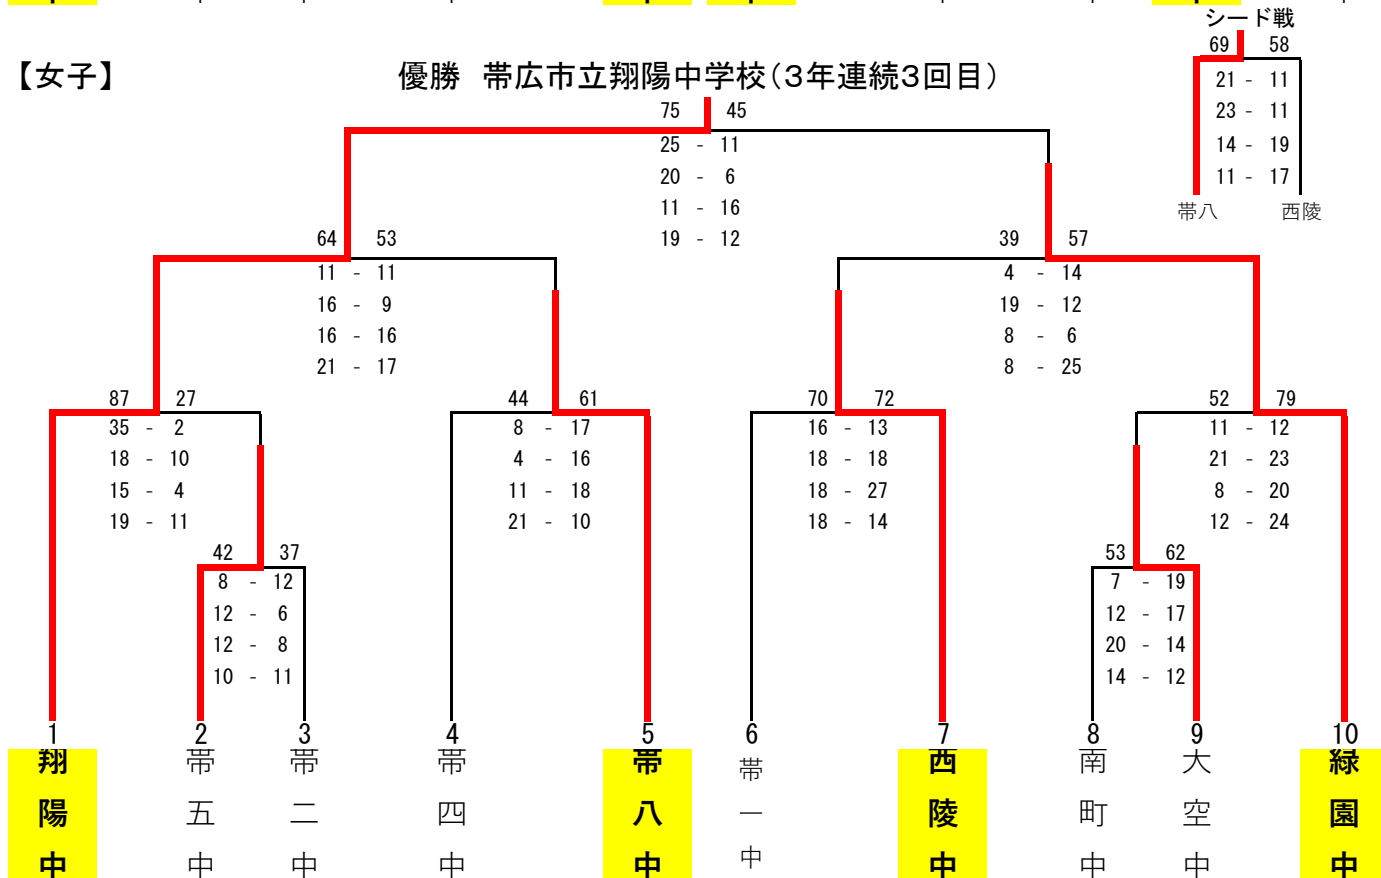 シード戦
69 58
【女子】 優勝 帯広市立翔陽中学校(3年連続3回目)
21 - 11
23 - 11
14 - 19
11 - 17
帯八 西陵
75 45
25 - 11
20 - 6
11 - 16
19 - 12
64 53
11 - 11
16 - 9
16 - 16
21 - 17
39 57
4 - 14
19 - 12
8 - 6
8 - 25
87 27
35 - 2
18 - 10
15 - 4
19 - 11
44 61
8 - 17
4 - 16
11 - 18
21 - 10
70 72
16 - 13
18 - 18
18 - 27
18 - 14
52 79
11 - 12
21 - 23
8 - 20
12 - 24
42 37
8 - 12
12 - 6
12 - 8
10 - 11
53 62
7 - 19
12 - 17
20 - 14
14 - 12
1 2 3 4 5 6 7 8 9 10
翔陽中
帯五中
帯二中
帯四中
帯八中
帯一中
西陵中
南町中
大空中
緑園中